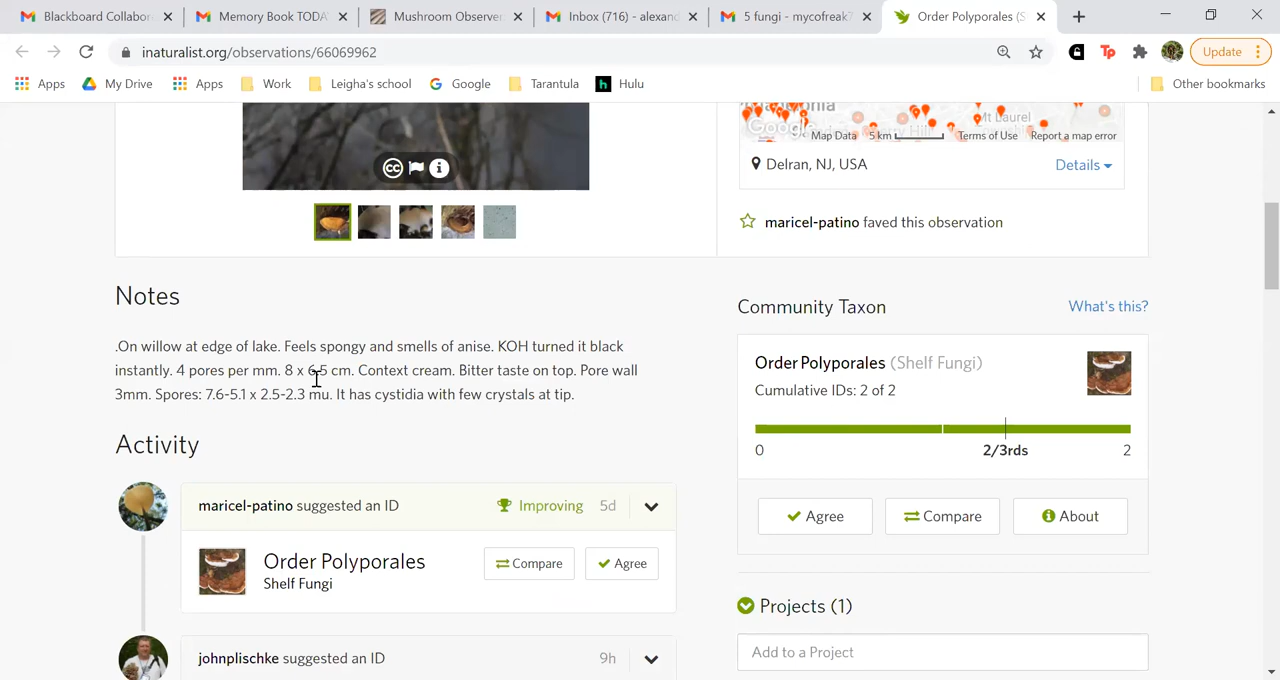 Blackboard Collabor
Memory Book TODA
Mushroom Observer
Inbox (716) - alexand
5 fungi - mycofreak7
Order Polyporales (S
inaturalist.org/observations/66069962
Update
Apps
My Drive
Apps
Work
Leigha's school
Google
Tarantula
Hulu
Other bookmarks
Mt Laurel
Google
Map Data
5 km
Terms of Use
Report a map error
Delran, NJ, USA
Details
maricel-patino faved this observation
Notes
.On willow at edge of lake. Feels spongy and smells of anise. KOH turned it black
instantly. 4 pores per mm. 8 x 6.5 cm. Context cream. Bitter taste on top. Pore wall
3mm. Spores: 7.6-5.1 x 2.5-2.3 mu. It has cystidia with few crystals at tip.
Community Taxon
What's this?
Order Polyporales (Shelf Fungi)
Cumulative IDs: 2 of 2
0
2/3rds
2
Agree
Compare
About
Activity
maricel-patino suggested an ID
Improving
5d
Order Polyporales
Shelf Fungi
Compare
Agree
johnplischke suggested an ID
9h
Projects (1)
Add to a Project